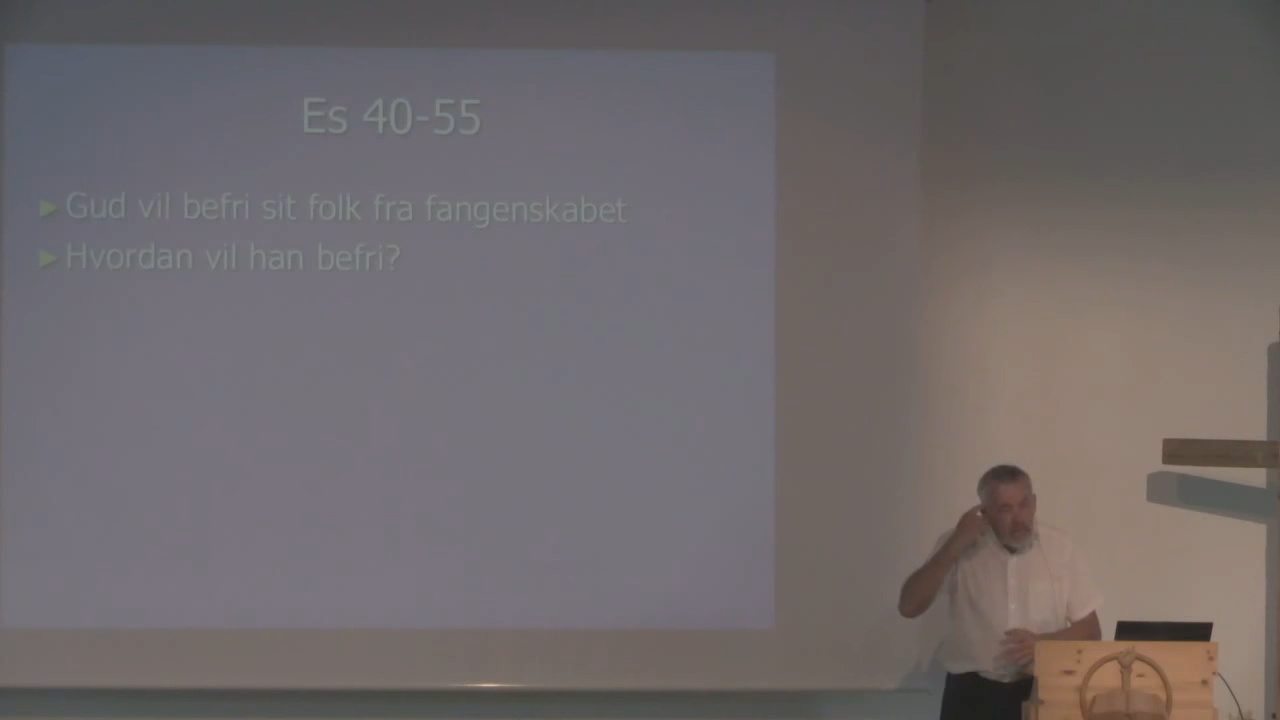 Es 40-55
Gud vil befri sit folk fra fangenskabet
Hvordan vil han befri?